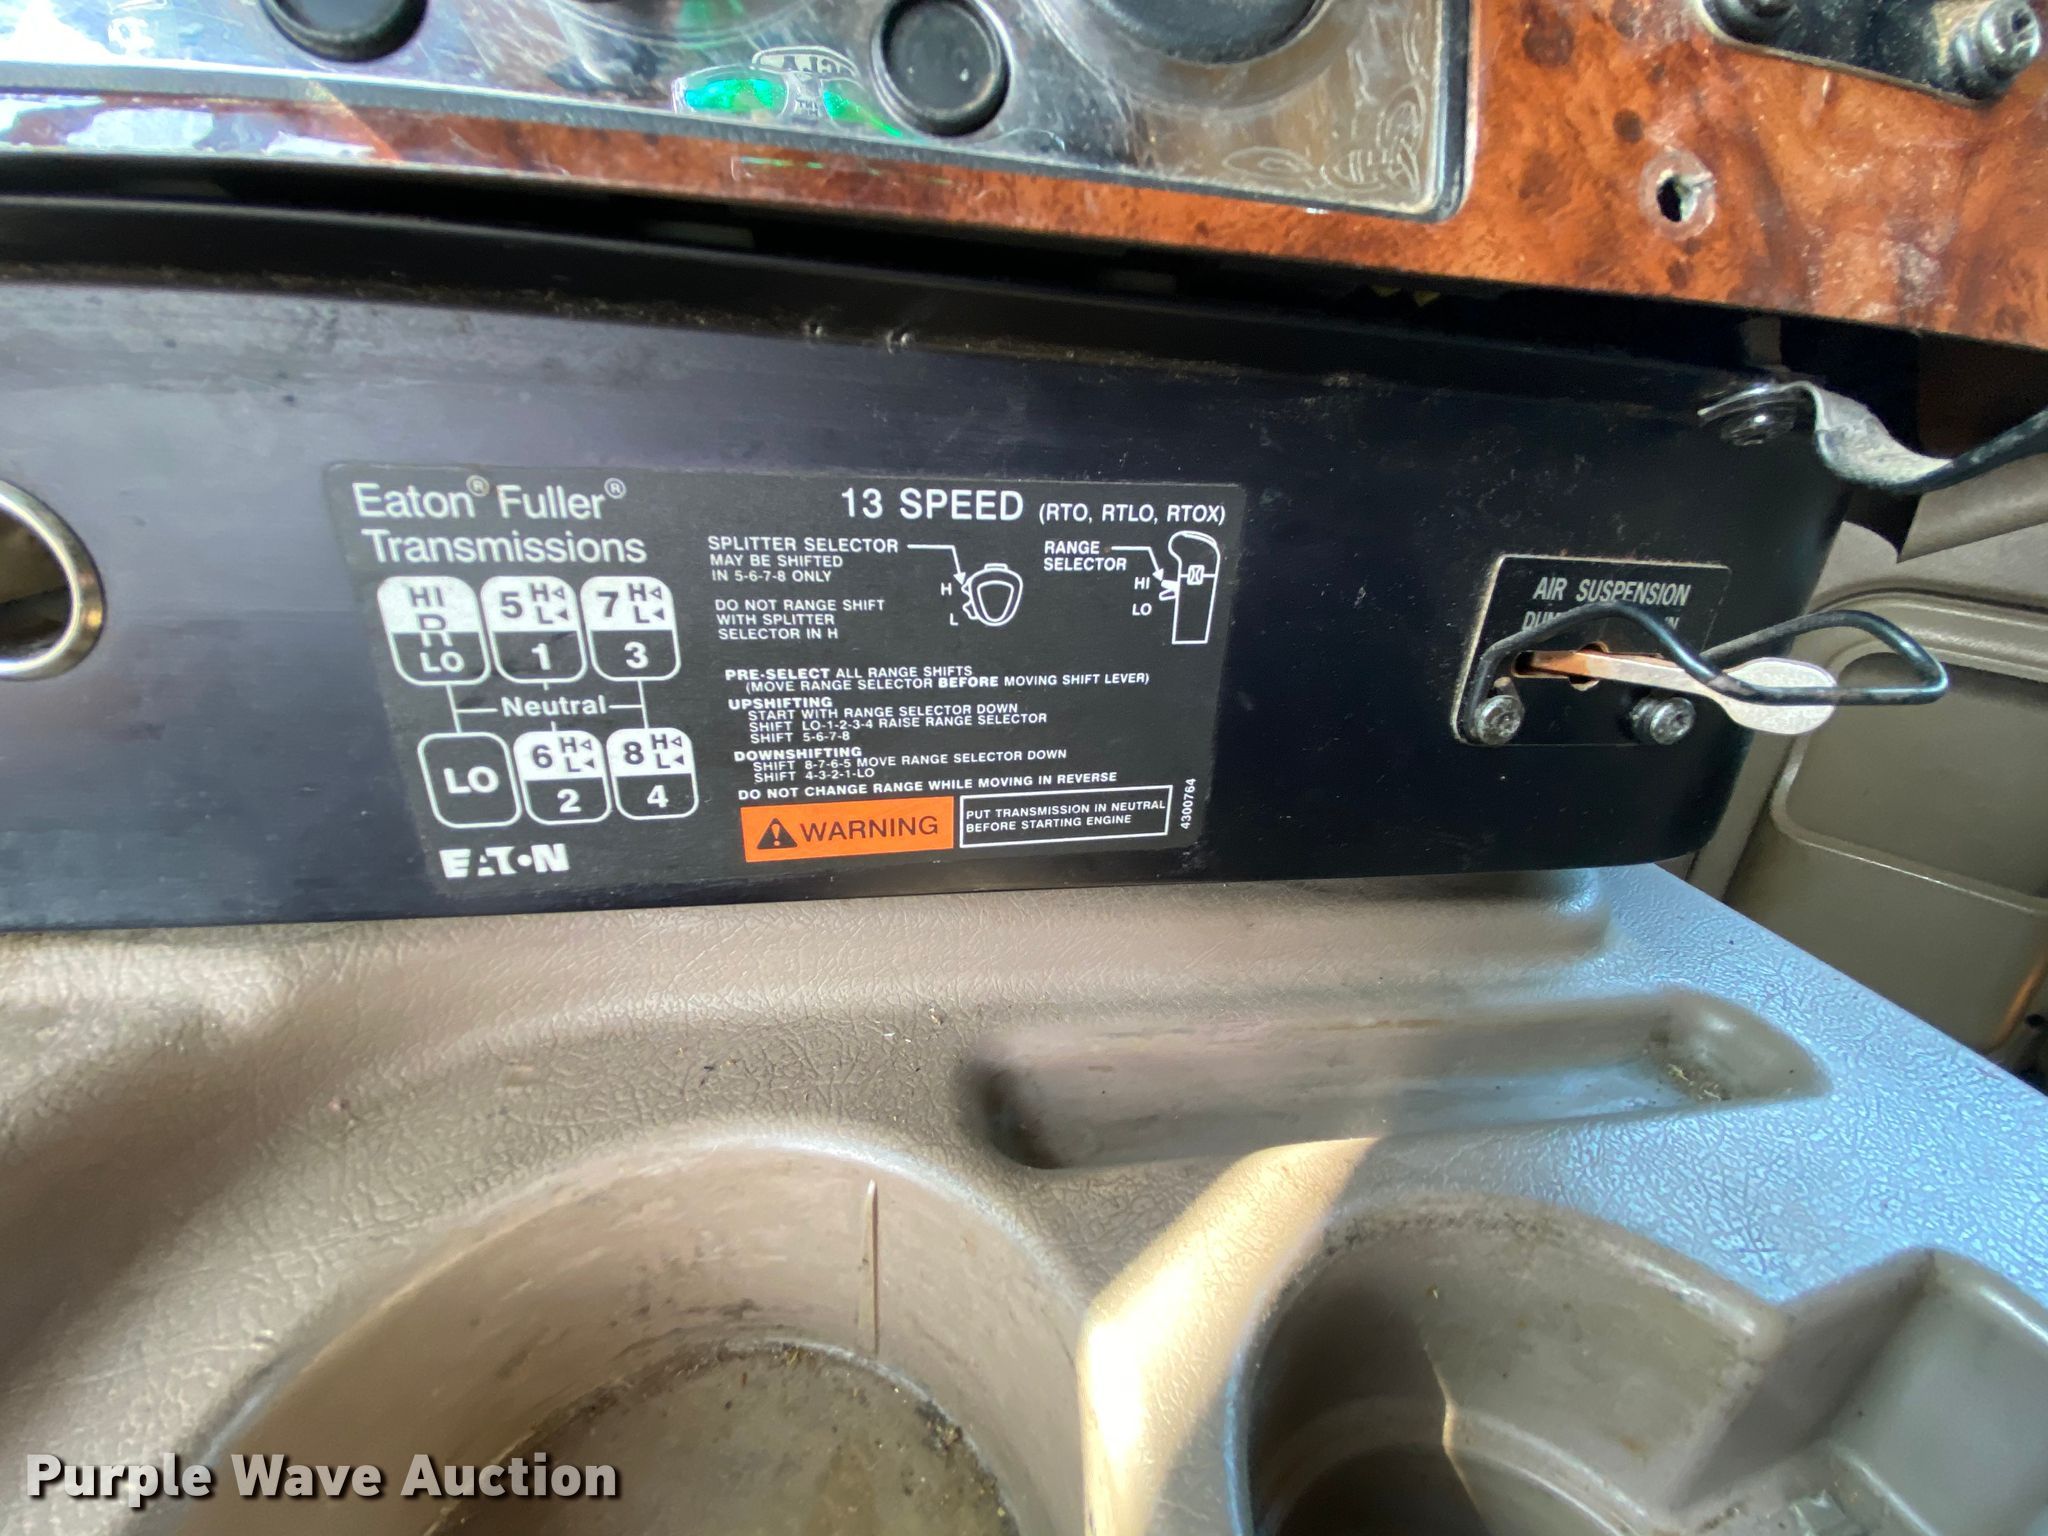 Eaton® Fuller®
Transmissions
13 SPEED (RTO, RTLO, RTOX)
HI
R
LO
5 H
L
1
7 H
L
3
Neutral
LO
6 H
L
2
8 H
L
4
EATON
SPLITTER SELECTOR
MAY BE SHIFTED
IN 5-6-7-8 ONLY
H
L
DO NOT RANGE SHIFT
WITH SPLITTER
SELECTOR IN H
RANGE
SELECTOR
HI
LO
PRE-SELECT ALL RANGE SHIFTS
(MOVE RANGE SELECTOR BEFORE MOVING SHIFT LEVER)
UPSHIFTING
START WITH RANGE SELECTOR DOWN
SHIFT LO-1-2-3-4 RAISE RANGE SELECTOR
SHIFT 5-6-7-8
DOWNSHIFTING
SHIFT 8-7-6-5 MOVE RANGE SELECTOR DOWN
SHIFT 4-3-2-1-LO
DO NOT CHANGE RANGE WHILE MOVING IN REVERSE
WARNING
PUT TRANSMISSION IN NEUTRAL
BEFORE STARTING ENGINE
4300764
AIR SUSPENSION
Purple Wave Auction